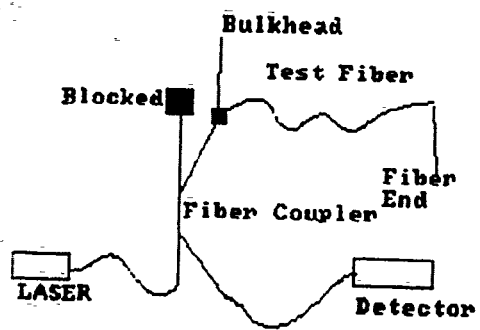 Bulkhead
Test Fiber
Blocked
Fiber
End
Fiber Coupler
LASER
Detector